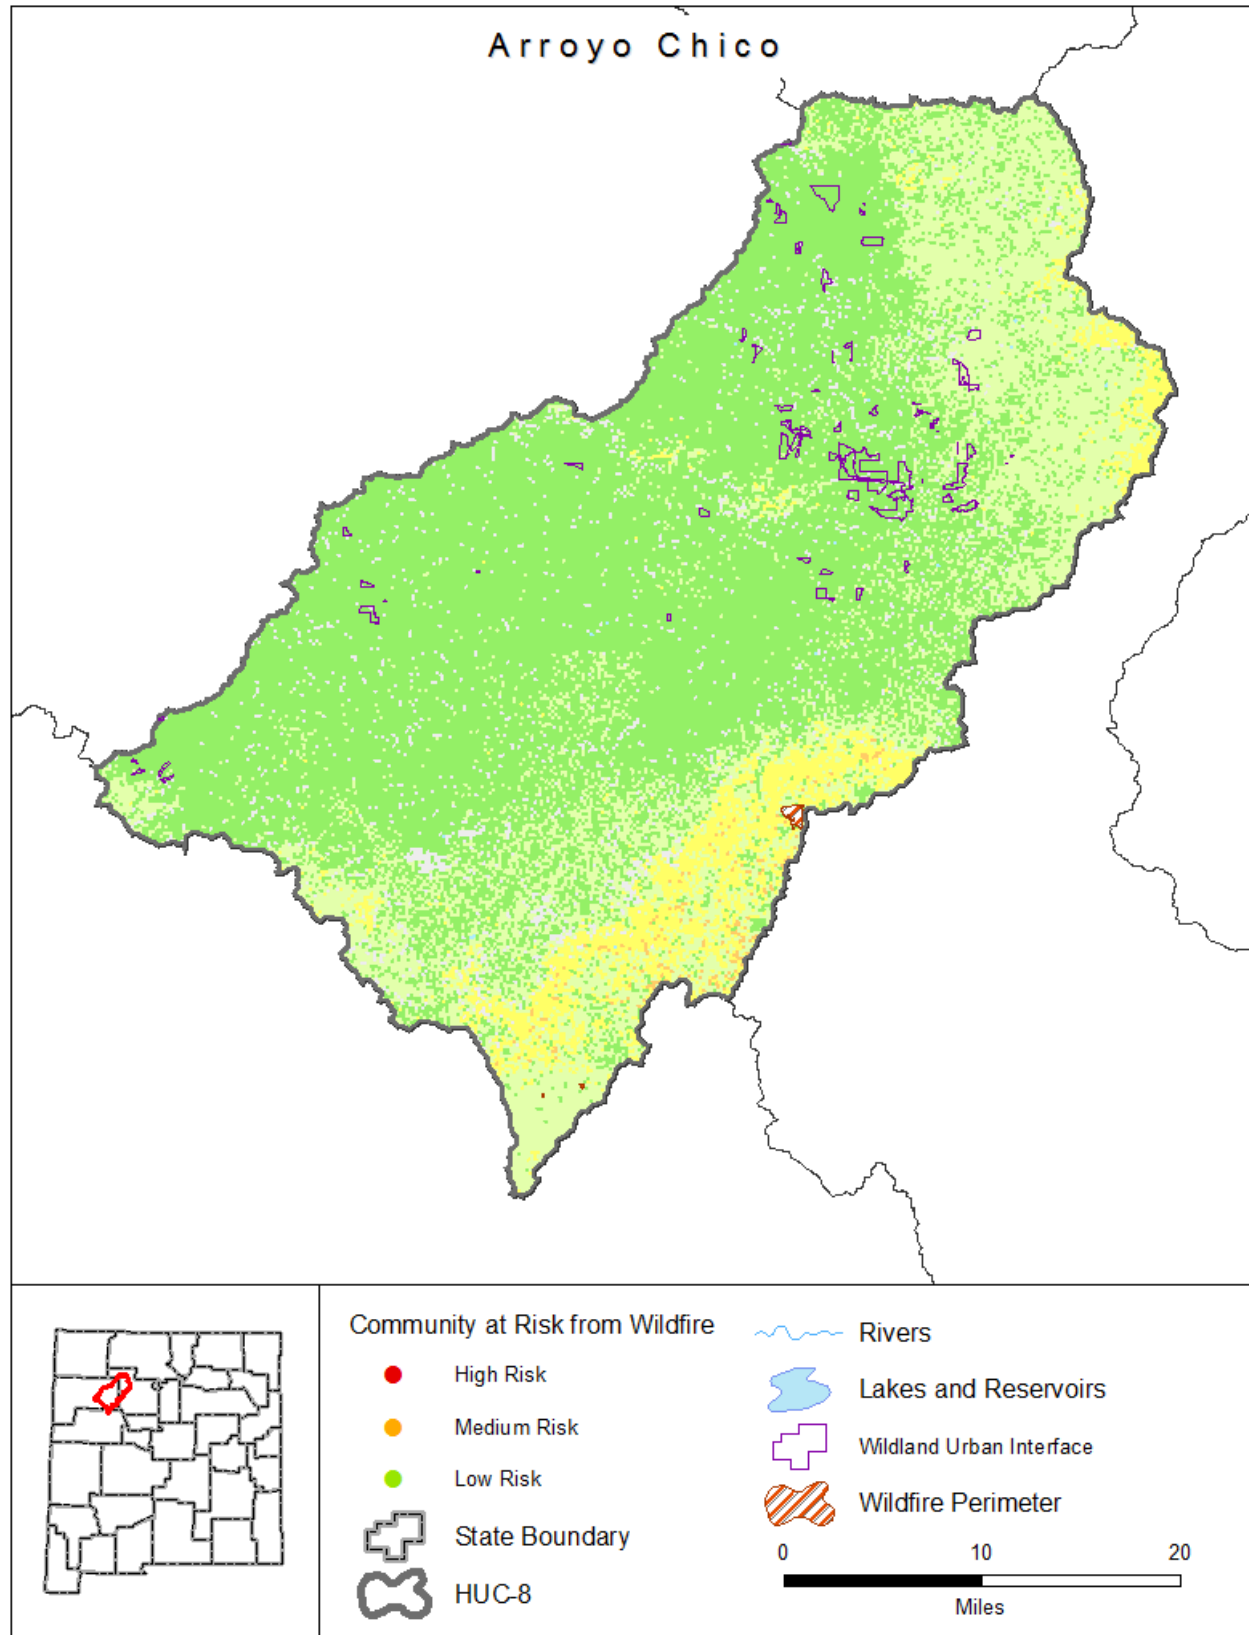 Arroyo Chico
Community at Risk from Wildfire
High Risk
Medium Risk
Low Risk
State Boundary
HUC-8
Rivers
Lakes and Reservoirs
Wildland Urban Interface
Wildfire Perimeter
0 10 20
Miles